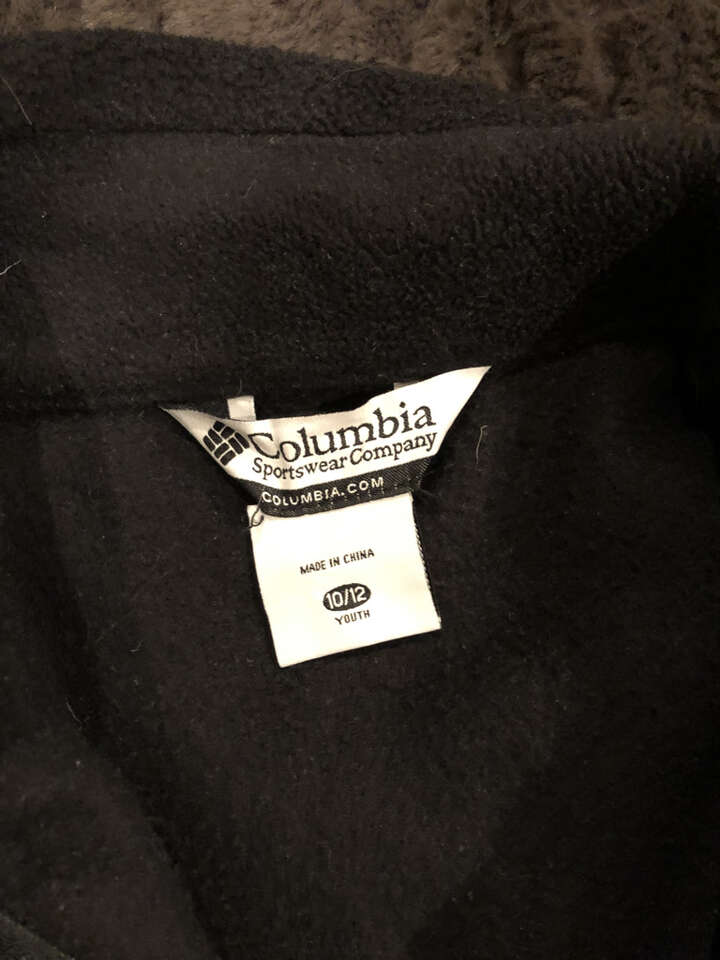 Columbia
Sportswear Company
COLUMBIA.COM
MADE IN CHINA
10/12
YOUTH